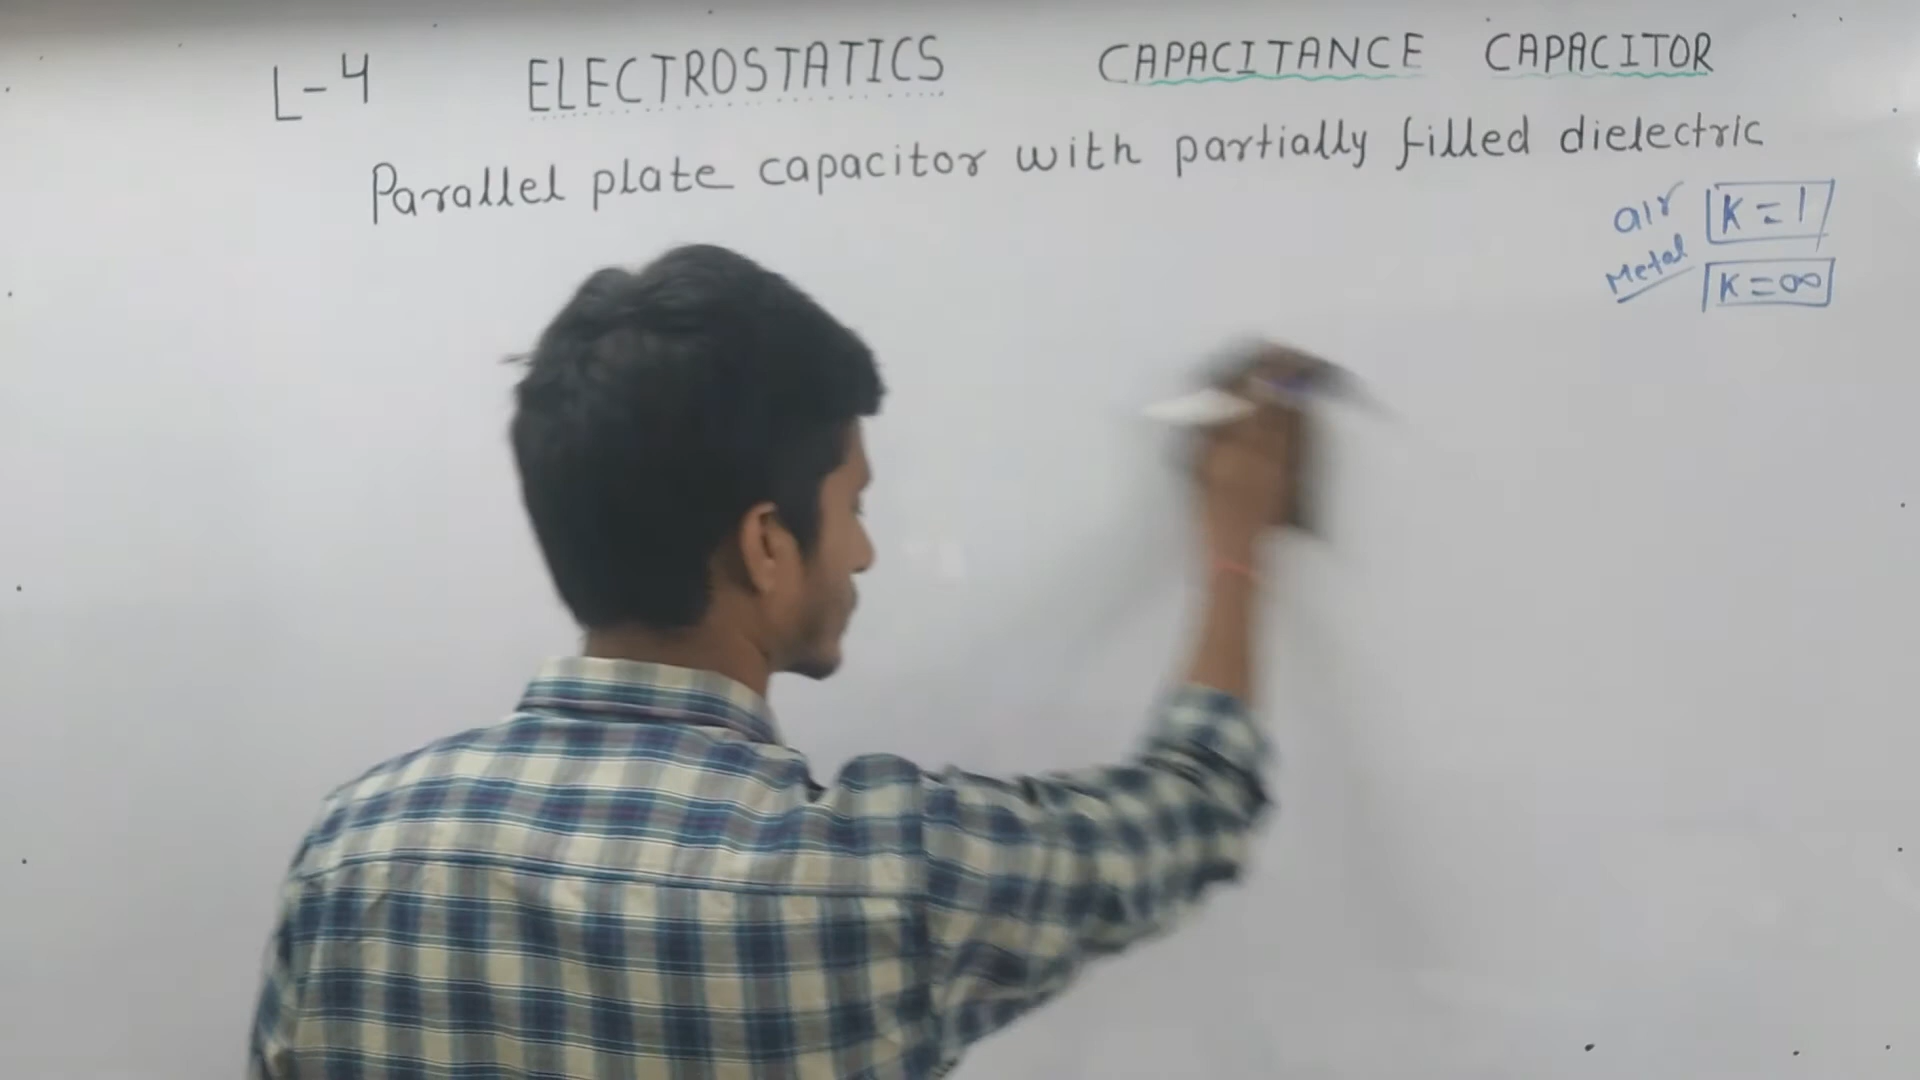 L-4 ELECTROSTATICS CAPACITANCE CAPACITOR
Parallel plate capacitor with partially filled dielectric
air K = 1
Metal K = ∞